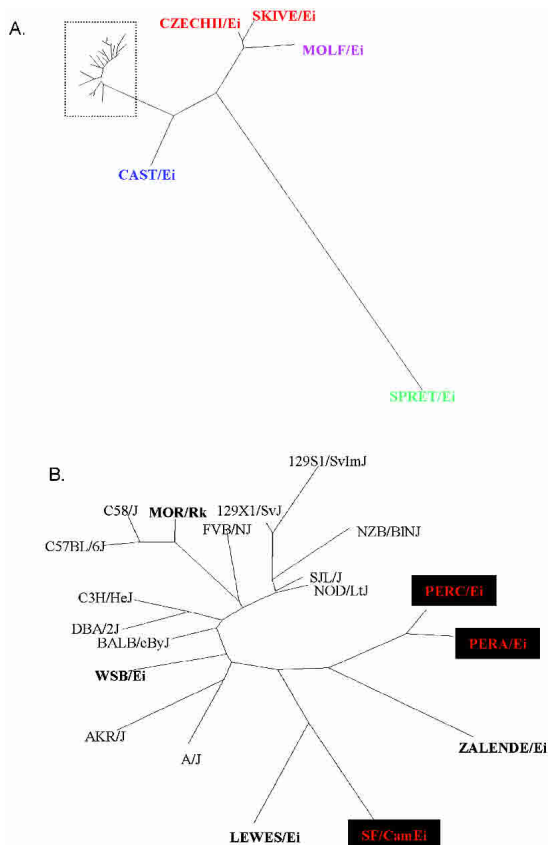 A.
CZECHII/Ei
SKIVE/Ei
MOLF/Ei
CAST/Ei
SPRET/Ei
B.
129S1/SvImJ
C58/J
MOR/Rk
129X1/SvJ
FVB/NJ
NZB/BlNJ
C57BL/6J
SJL/J
NOD/LtJ
PERC/Ei
C3H/HeJ
DBA/2J
BALB/cByJ
PERA/Ei
WSB/Ei
AKR/J
A/J
ZALENDE/Ei
LEWES/Ei
SF/CamEi